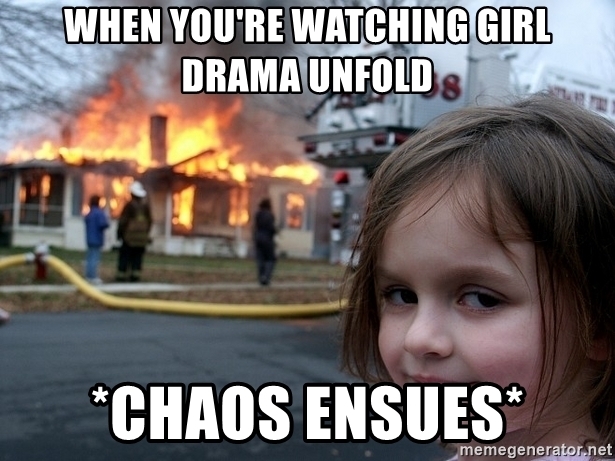 WHEN YOU'RE WATCHING GIRL
DRAMA UNFOLD
*CHAOS ENSUES*
memegenerator.net